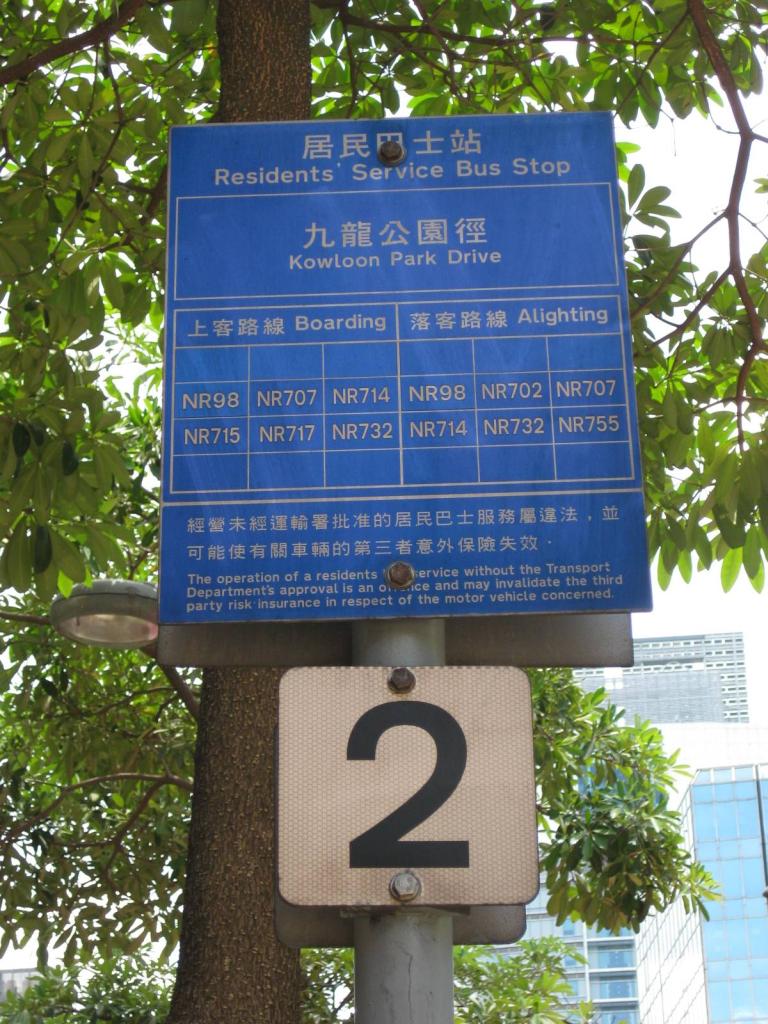 居民巴士站
Residents' Service Bus Stop
九龍公園徑
Kowloon Park Drive
上客路線 Boarding 落客路線 Alighting
NR98 NR707 NR714 NR98 NR702 NR707
NR715 NR717 NR732 NR714 NR732 NR755
經營未經運輸署批准的居民巴士服務屬違法，並
可能使有關車輛的第三者意外保險失效．
The operation of a residents' service without the Transport
Department's approval is an offence and may invalidate the third
party risk insurance in respect of the motor vehicle concerned.
2